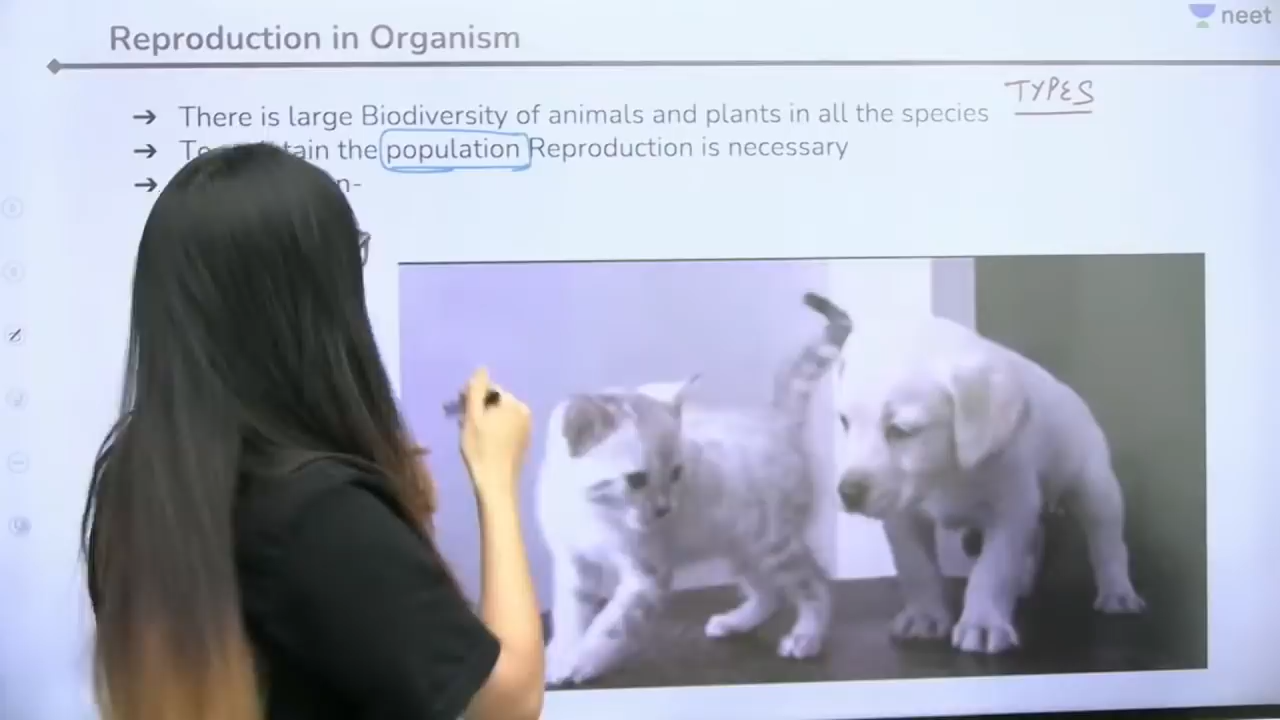 neet
Reproduction in Organism
TYPES
➔ There is large Biodiversity of animals and plants in all the species
➔ the population Reproduction is necessary
➔